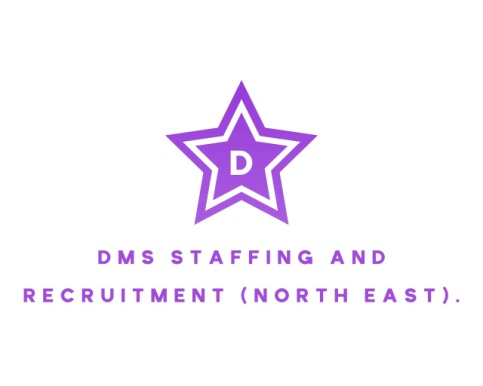 D
DMS STAFFING AND
RECRUITMENT (NORTH EAST).